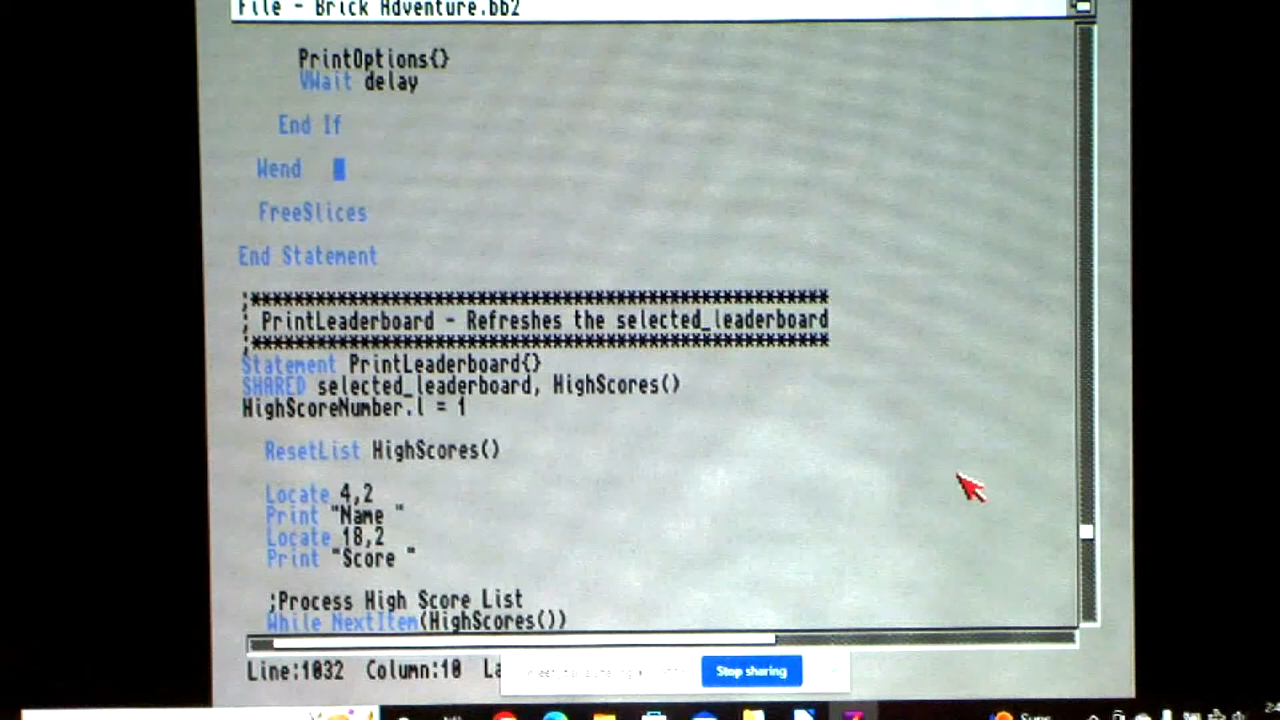 File - Brick Adventure.bb2
PrintOptions{}
VWait delay
End If
Wend
FreeSlices
End Statement
;******************************************************
; PrintLeaderboard - Refreshes the selected_leaderboard
;******************************************************
Statement PrintLeaderboard{}
SHARED selected_leaderboard, HighScores()
HighScoreNumber.l = 1
ResetList HighScores()
Locate 4,2
Print "Name "
Locate 18,2
Print "Score "
;Process High Score List
While NextItem(HighScores())
Line:1032 Column:10
Stop sharing